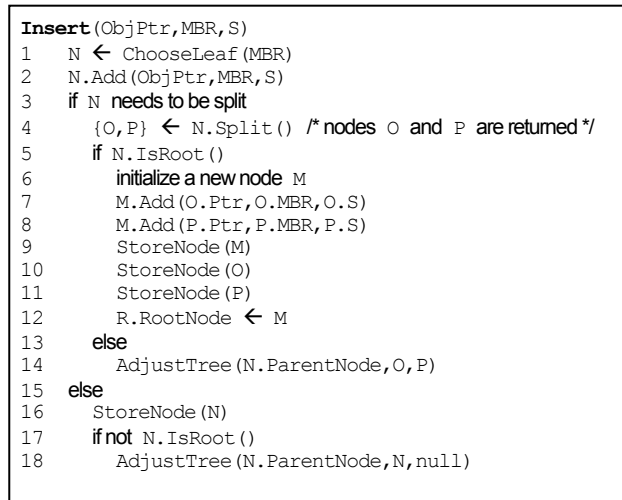 Insert(ObjPtr,MBR,S)
1 N ← ChooseLeaf(MBR)
2 N.Add(ObjPtr,MBR,S)
3 if N needs to be split
4 {O,P} ← N.Split() /* nodes O and P are returned */
5 if N.IsRoot()
6 initialize a new node M
7 M.Add(O.Ptr,O.MBR,O.S)
8 M.Add(P.Ptr,P.MBR,P.S)
9 StoreNode(M)
10 StoreNode(O)
11 StoreNode(P)
12 R.RootNode ← M
13 else
14 AdjustTree(N.ParentNode,O,P)
15 else
16 StoreNode(N)
17 if not N.IsRoot()
18 AdjustTree(N.ParentNode,N,null)